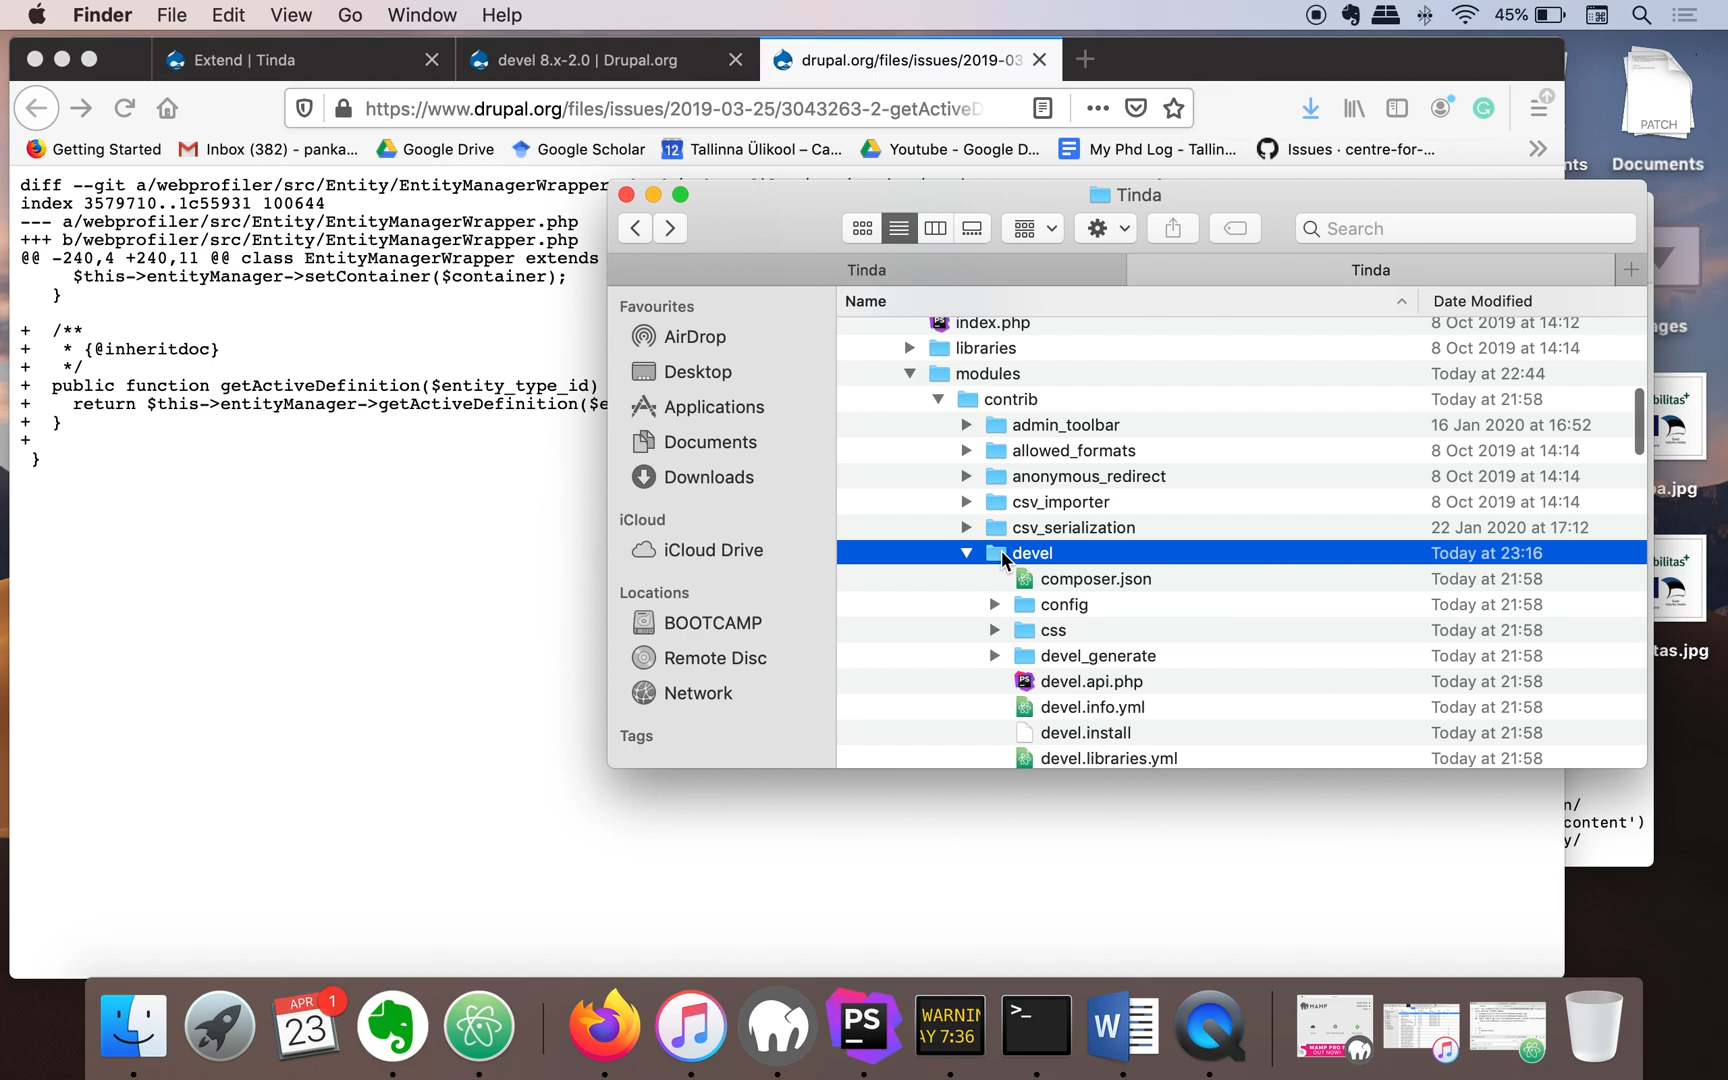 Finder File Edit View Go Window Help 45%
Extend | Tinda devel 8.x-2.0 | Drupal.org drupal.org/files/issues/2019-03
https://www.drupal.org/files/issues/2019-03-25/3043263-2-getActiveD
Getting Started Inbox (382) - panka... Google Drive Google Scholar 12 Tallinna Ülikool – Ca... Youtube - Google D... My Phd Log - Tallin... Issues · centre-for-...
diff --git a/webprofiler/src/Entity/EntityManagerWrapper
index 3579710..1c55931 100644
--- a/webprofiler/src/Entity/EntityManagerWrapper.php
+++ b/webprofiler/src/Entity/EntityManagerWrapper.php
@@ -240,4 +240,11 @@ class EntityManagerWrapper extends
$this->entityManager->setContainer($container);
}
+ /**
+ * {@inheritdoc}
+ */
+ public function getActiveDefinition($entity_type_id)
+ return $this->entityManager->getActiveDefinition($e
+ }
+
}
Tinda
Search
Tinda Tinda
Favourites
AirDrop
Desktop
Applications
Documents
Downloads
iCloud
iCloud Drive
Locations
BOOTCAMP
Remote Disc
Network
Tags
Name Date Modified
index.php 8 Oct 2019 at 14:12
libraries 8 Oct 2019 at 14:14
modules Today at 22:44
contrib Today at 21:58
admin_toolbar 16 Jan 2020 at 16:52
allowed_formats 8 Oct 2019 at 14:14
anonymous_redirect 8 Oct 2019 at 14:14
csv_importer 8 Oct 2019 at 14:14
csv_serialization 22 Jan 2020 at 17:12
devel Today at 23:16
composer.json Today at 21:58
config Today at 21:58
css Today at 21:58
devel_generate Today at 21:58
devel.api.php Today at 21:58
devel.info.yml Today at 21:58
devel.install Today at 21:58
devel.libraries.yml Today at 21:58
PATCH
nts Documents
ages
bilitas+
ba.jpg
bilitas+
tas.jpg
n/
content')
y/
APR 1
23
PS
WARNIN
AY 7:36
>_
W
MAMP